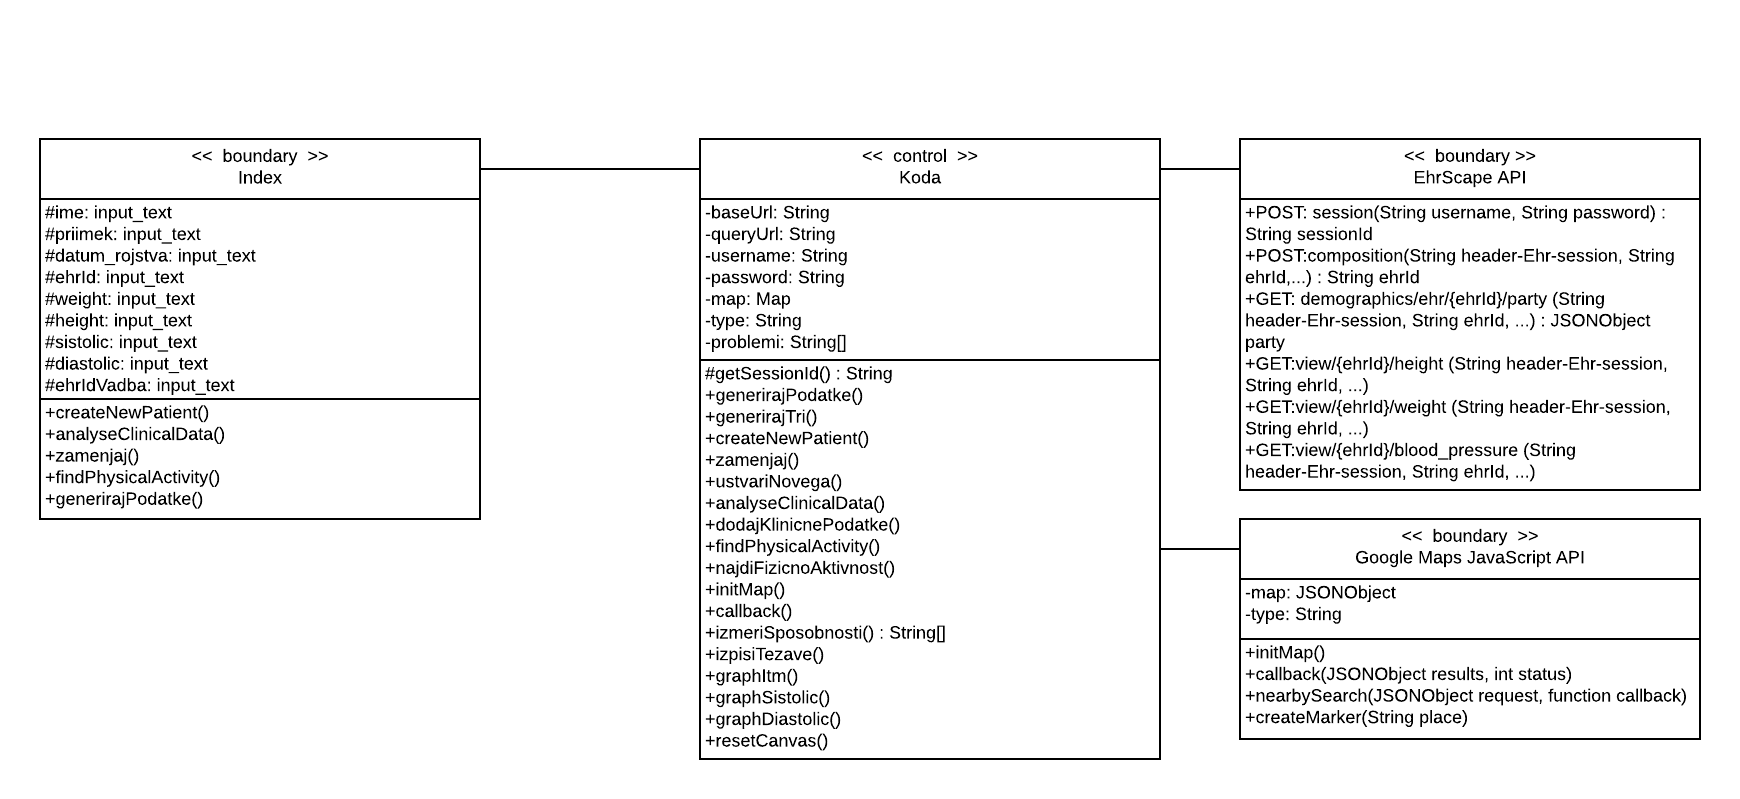 << boundary >>
Index
#ime: input_text
#priimek: input_text
#datum_rojstva: input_text
#ehrId: input_text
#weight: input_text
#height: input_text
#sistolic: input_text
#diastolic: input_text
#ehrIdVadba: input_text
+createNewPatient()
+analyseClinicalData()
+zamenjaj()
+findPhysicalActivity()
+generirajPodatke()
<< control >>
Koda
-baseUrl: String
-queryUrl: String
-username: String
-password: String
-map: Map
-type: String
-problemi: String[]
#getSessionId() : String
+generirajPodatke()
+generirajTri()
+createNewPatient()
+zamenjaj()
+ustvariNovega()
+analyseClinicalData()
+dodajKlinicnePodatke()
+findPhysicalActivity()
+najdiFizicnoAktivnost()
+initMap()
+callback()
+izmeriSposobnosti() : String[]
+izpisiTezave()
+graphItm()
+graphSistolic()
+graphDiastolic()
+resetCanvas()
<< boundary >>
EhrScape API
+POST: session(String username, String password) :
String sessionId
+POST:composition(String header-Ehr-session, String
ehrId,...) : String ehrId
+GET: demographics/ehr/{ehrId}/party (String
header-Ehr-session, String ehrId, ...) : JSONObject
party
+GET:view/{ehrId}/height (String header-Ehr-session,
String ehrId, ...)
+GET:view/{ehrId}/weight (String header-Ehr-session,
String ehrId, ...)
+GET:view/{ehrId}/blood_pressure (String
header-Ehr-session, String ehrId, ...)
<< boundary >>
Google Maps JavaScript API
-map: JSONObject
-type: String
+initMap()
+callback(JSONObject results, int status)
+nearbySearch(JSONObject request, function callback)
+createMarker(String place)